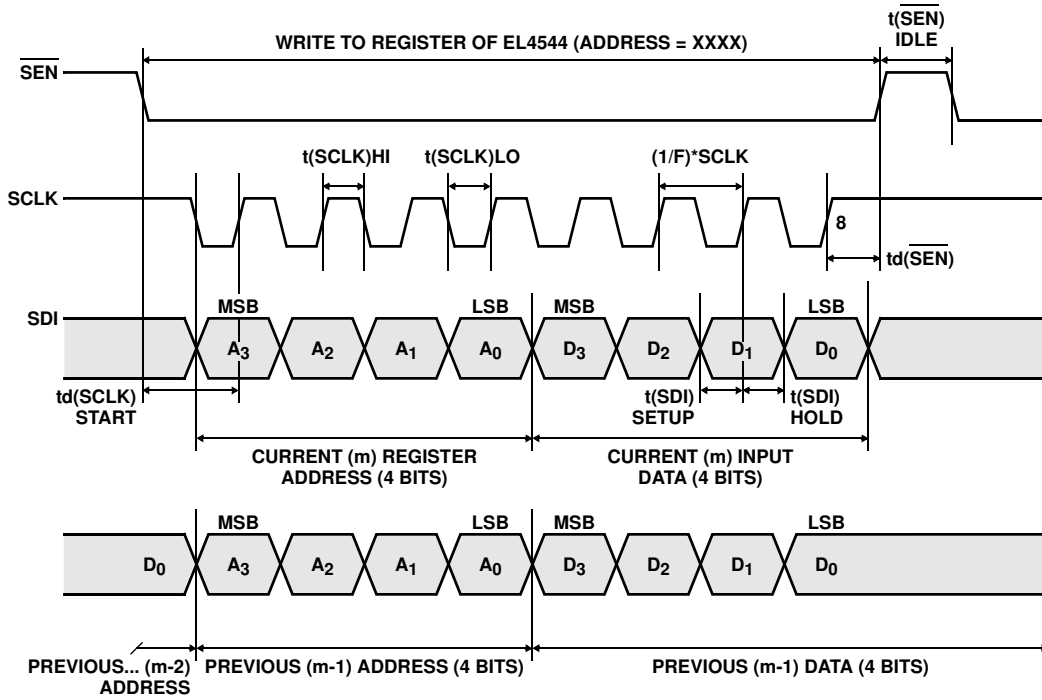 t(SEN)
IDLE
WRITE TO REGISTER OF EL4544 (ADDRESS = XXXX)
SEN
t(SCLK)HI
t(SCLK)LO
(1/F)*SCLK
SCLK
8
td(SEN)
MSB
LSB
MSB
LSB
SDI
A3
A2
A1
A0
D3
D2
D1
D0
td(SCLK)
START
t(SDI)
SETUP
t(SDI)
HOLD
CURRENT (m) REGISTER
ADDRESS (4 BITS)
CURRENT (m) INPUT
DATA (4 BITS)
MSB
LSB
MSB
LSB
D0
A3
A2
A1
A0
D3
D2
D1
D0
PREVIOUS... (m-2)
ADDRESS
PREVIOUS (m-1) ADDRESS (4 BITS)
PREVIOUS (m-1) DATA (4 BITS)